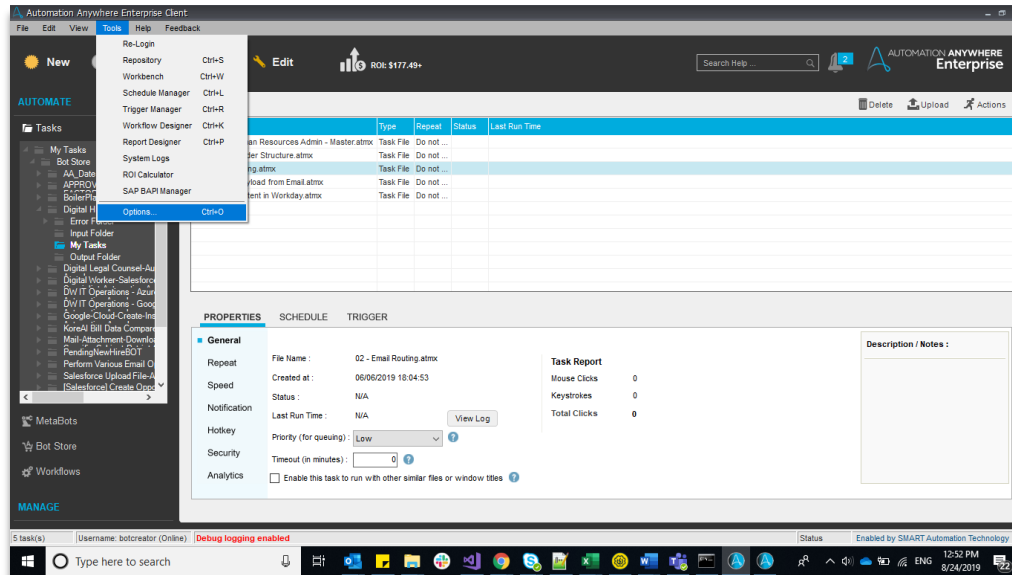 Automation Anywhere Enterprise Client
File Edit View Tools Help Feedback
Re-Login
Repository Ctrl+S
Workbench Ctrl+W
Schedule Manager Ctrl+L
Trigger Manager Ctrl+R
Workflow Designer Ctrl+K
Report Designer Ctrl+P
System Logs
ROI Calculator
SAP BAPI Manager
Options... Ctrl+O
New
Edit
ROI: $177.49+
Search Help ...
2
AUTOMATION ANYWHERE
Enterprise
AUTOMATE
Delete Upload Actions
Tasks
My Tasks
Bot Store
AA_Date
APPROV
BoilerPla
Digital H
Error Folder
Input Folder
My Tasks
Output Folder
Digital Legal Counsel-Au
Digital Worker-Salesforce
DW IT Operations - Azur
DW IT Operations - Goog
Google-Cloud-Create-Ins
KoreAI Bill Data Compare
Mail-Attachment-Downloa
PendingNewHireBOT
Perform Various Email O
Salesforce Upload File-A
[Salesforce] Create Oppo
MetaBots
Bot Store
Workflows
MANAGE
Type Repeat Status Last Run Time
an Resources Admin - Master.atmx Task File Do not ...
der Structure.atmx Task File Do not ...
ng.atmx Task File Do not ...
yload from Email.atmx Task File Do not ...
tent in Workday.atmx Task File Do not ...
PROPERTIES SCHEDULE TRIGGER
General
Repeat
Speed
Notification
Hotkey
Security
Analytics
File Name : 02 - Email Routing.atmx
Created at : 06/06/2019 18:04:53
Status : N/A
Last Run Time : N/A
View Log
Priority (for queuing) : Low
Timeout (in minutes) : 0
Enable this task to run with other similar files or window titles
Task Report
Mouse Clicks 0
Keystrokes 0
Total Clicks 0
Description / Notes :
5 task(s) Username: botcreator (Online) Debug logging enabled Status Enabled by SMART Automation Technology
Type here to search
ENG
12:52 PM
8/24/2019
22